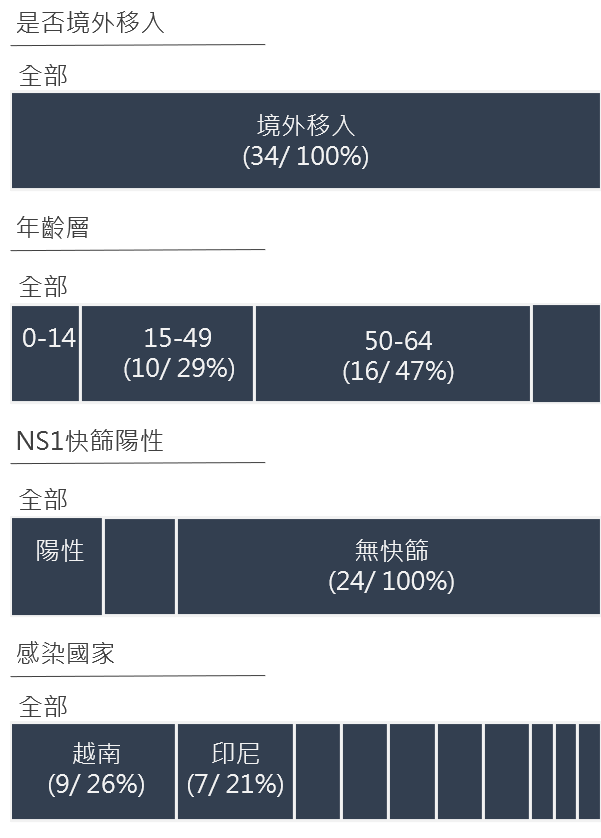 是否境外移入
全部
境外移入
(34/ 100%)
年齡層
全部
0-14
15-49
(10/ 29%)
50-64
(16/ 47%)
NS1快篩陽性
全部
陽性
無快篩
(24/ 100%)
感染國家
全部
越南
(9/ 26%)
印尼
(7/ 21%)